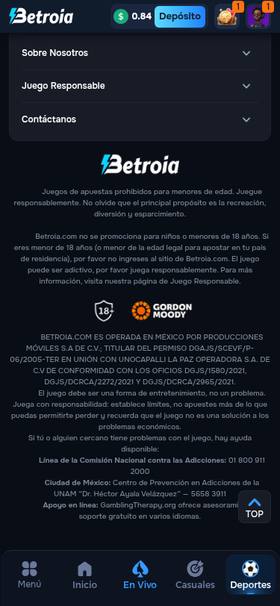 Betroia
$ 0.84 Depósito
1
1
Sobre Nosotros
Juego Responsable
Contáctanos
Betroia
Juegos de apuestas prohibidos para menores de edad. Juegue
responsablemente. No olvide que el principal propósito es la recreación,
diversión y esparcimiento.
Betroia.com no se promociona para niños o menores de 18 años. Si
eres menor de 18 años (o menor de la edad legal para apostar en tu país
de residencia), por favor no ingreses al sitio de Betroia.com. El juego
puede ser adictivo, por favor juega responsablemente. Para más
información, visita nuestra página de Juego Responsable.
18+
GORDON
MOODY
BETROIA.COM ES OPERADA EN MÉXICO POR PRODUCCIONES
MÓVILES S.A DE C.V.; TITULAR DEL PERMISO DGAJS/SCEVF/P-
06/2005-TER EN UNIÓN CON UNOCAPALLI LA PAZ OPERADORA S.A. DE
C.V DE CONFORMIDAD CON LOS OFICIOS DGJS/1580/2021,
DGJS/DCRCA/2272/2021 Y DGJS/DCRCA/2965/2021.
El juego debe ser una forma de entretenimiento, no un problema.
Juega con responsabilidad: establece límites, no apuestes más de lo que
puedas permitirte perder y recuerda que el juego no es una solución a los
problemas económicos.
Si tú o alguien cercano tiene problemas con el juego, hay ayuda
disponible:
Línea de la Comisión Nacional contra las Adicciones: 01 800 911
2000
Ciudad de México: Centro de Prevención en Adicciones de la
UNAM "Dr. Héctor Ayala Velázquez" — 5658 3911
Apoyo en línea: GamblingTherapy.org ofrece
soporte gratuito en varios idiomas.
TOP
Menú
Inicio
En Vivo
Casuales
Deportes